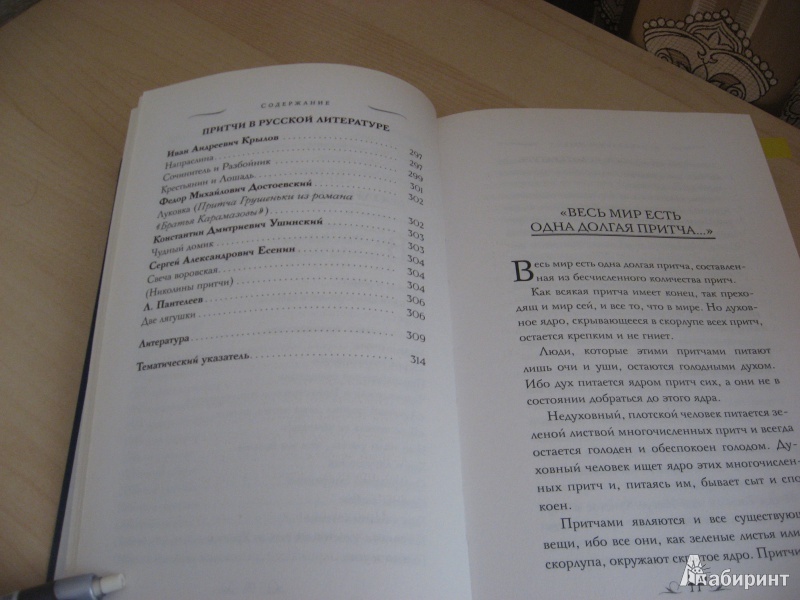 СОДЕРЖАНИЕ
ПРИТЧИ В РУССКОЙ ЛИТЕРАТУРЕ
Иван Андреевич Крылов 297
Напраслина 297
Сочинитель и Разбойник 299
Крестьянин и Лошадь 301
Федор Михайлович Достоевский 302
Луковка (Притча Грушеньки из романа
«Братья Карамазовы») 302
Константин Дмитриевич Ушинский 303
Чудный домик 303
Сергей Александрович Есенин 304
Свеча воровская 304
(Николины притчи) 304
Л. Пантелеев 306
Две лягушки 306
Литература 309
Тематический указатель 314
«ВЕСЬ МИР ЕСТЬ
ОДНА ДОЛГАЯ ПРИТЧА...»
Весь мир есть одна долгая притча, составлен-
ная из бесчисленного количества притч.
Как всякая притча имеет конец, так прехо-
дящ и мир сей, и все то, что в мире. Но духов-
ное ядро, скрывающееся в скорлупе всех притч,
остается крепким и не гниет.
Люди, которые этими притчами питают
лишь очи и уши, остаются голодными духом.
Ибо дух питается ядром притч сих, а они не в
состоянии добраться до этого ядра.
Недуховный, плотской человек питается зе-
леной листвой многочисленных притч и всегда
остается голоден и обеспокоен голодом. Ду-
ховный человек ищет ядро этих многочислен-
ных притч и, питаясь им, бывает сыт и спо
коен.
Притчами являются и все существующ
вещи, ибо все они, как зеленые листья или
скорлупа, окружают скрытое ядро. Притчи
11
Лабиринт